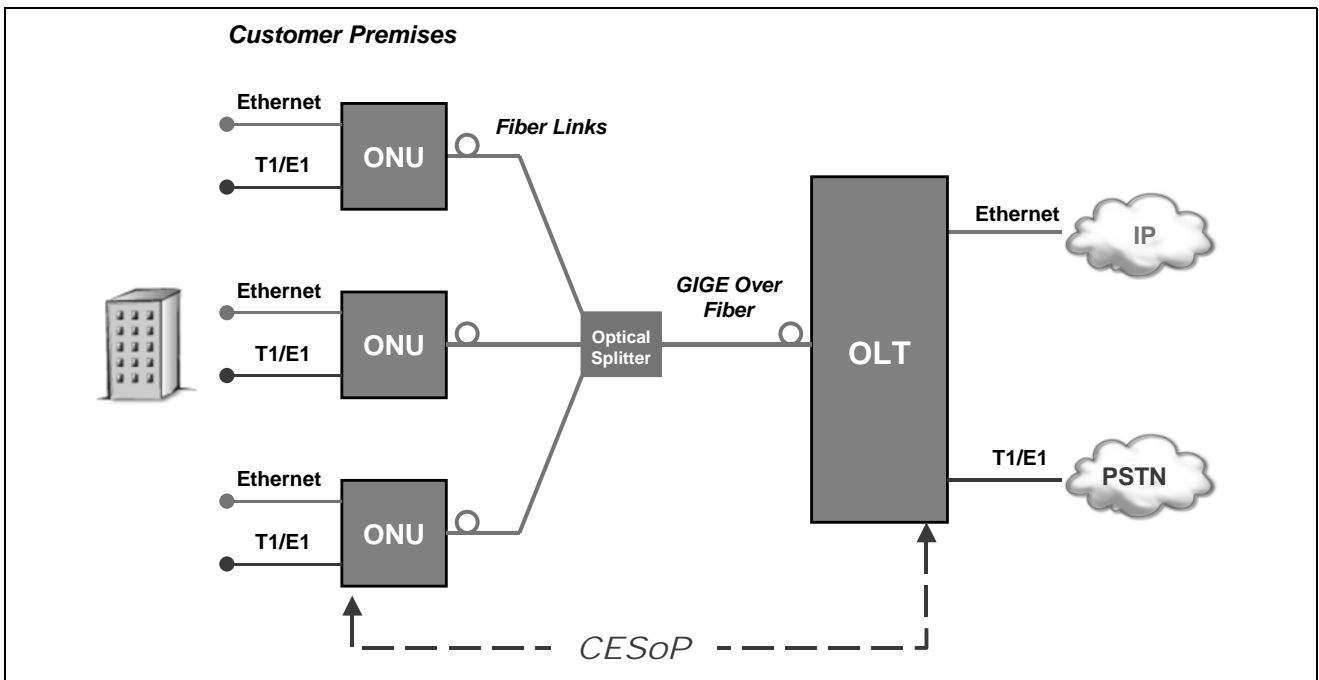 Customer Premises
Ethernet
T1/E1
ONU
Fiber Links
Ethernet
T1/E1
ONU
Optical
Splitter
GIGE Over
Fiber
OLT
Ethernet
IP
T1/E1
PSTN
Ethernet
T1/E1
ONU
CESoP